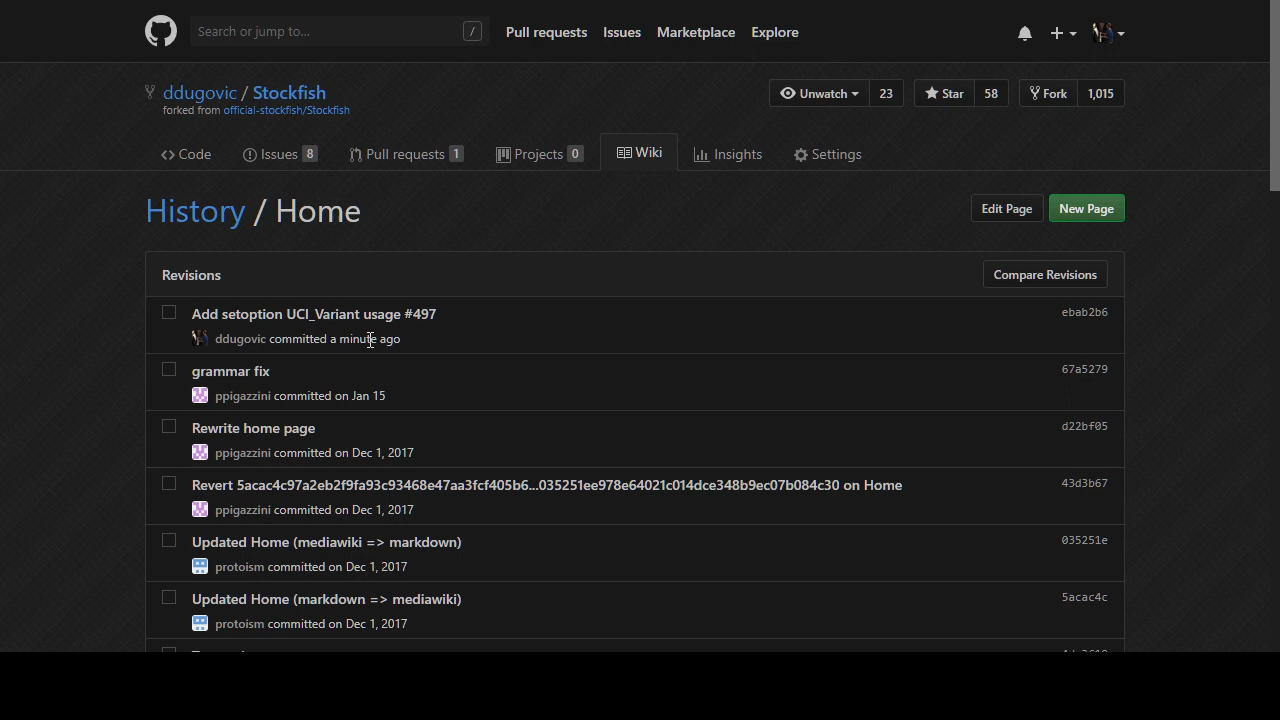 Search or jump to... / Pull requests Issues Marketplace Explore
ddugovic / Stockfish Unwatch 23 Star 58 Fork 1,015
forked from official-stockfish/Stockfish
Code Issues 8 Pull requests 1 Projects 0 Wiki Insights Settings
History / Home Edit Page New Page
Revisions Compare Revisions
Add setoption UCI_Variant usage #497 ebab2b6
ddugovic committed a minute ago
grammar fix 67a5279
ppigazzini committed on Jan 15
Rewrite home page d22bf05
ppigazzini committed on Dec 1, 2017
Revert 5acac4c97a2eb2f9fa93c93468e47aa3fcf405b6...035251ee978e64021c014dce348b9ec07b084c30 on Home 43d3b67
ppigazzini committed on Dec 1, 2017
Updated Home (mediawiki => markdown) 035251e
protoism committed on Dec 1, 2017
Updated Home (markdown => mediawiki) 5acac4c
protoism committed on Dec 1, 2017